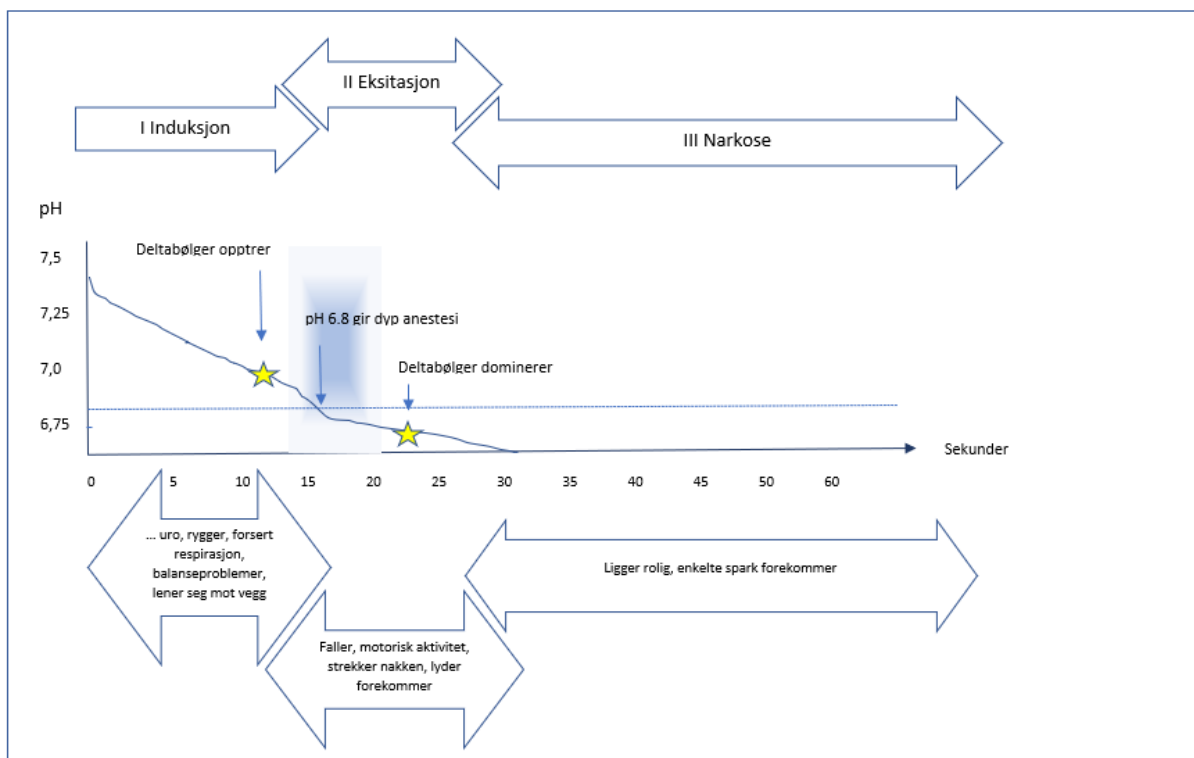 II Eksitasjon
I Induksjon
III Narkose
pH
7,5
7,25
7,0
6,75
Deltabølger opptrer
pH 6.8 gir dyp anestesi
Deltabølger dominerer
Sekunder
0 5 10 15 20 25 30 35 40 45 50 60
... uro, rygger, forsert
respirasjon,
balanseproblemer,
lener seg mot vegg
Ligger rolig, enkelte spark forekommer
Faller, motorisk aktivitet,
strekker nakken, lyder
forekommer